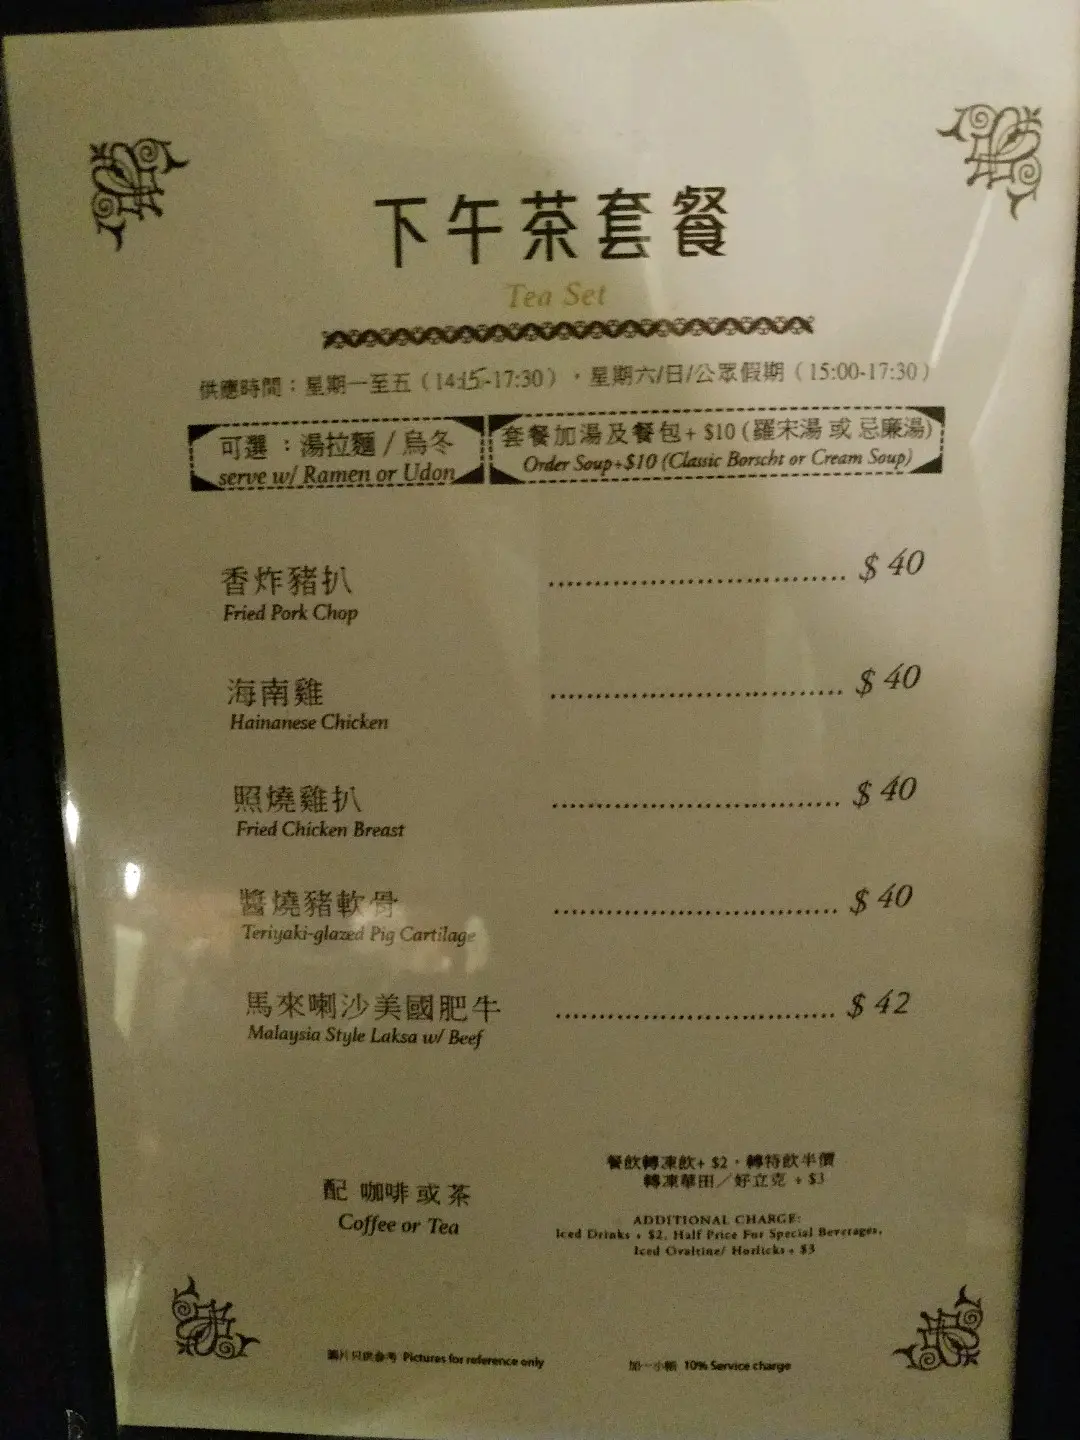 下午茶套餐
Tea Set
供應時間：星期一至五（14:15-17:30），星期六/日/公眾假期（15:00-17:30）
可選：湯拉麵 / 烏冬
serve w/ Ramen or Udon
套餐加湯及餐包+ $10 (羅宋湯 或 忌廉湯)
Order Soup+$10 (Classic Borscht or Cream Soup)
香炸豬扒 ................................ $ 40
Fried Pork Chop
海南雞 ................................ $ 40
Hainanese Chicken
照燒雞扒 ................................ $ 40
Fried Chicken Breast
醬燒豬軟骨 ................................ $ 40
Teriyaki-glazed Pig Cartilage
馬來喇沙美國肥牛 ................................ $ 42
Malaysia Style Laksa w/ Beef
配 咖啡或茶
Coffee or Tea
餐飲轉凍飲+ $2，轉特飲半價
轉凍華田／好立克 + $3
ADDITIONAL CHARGE:
Iced Drinks + $2, Half Price For Special Beverages,
Iced Ovaltine/ Horlicks + $3
圖片只供參考 Pictures for reference only
加一小賬 10% Service charge